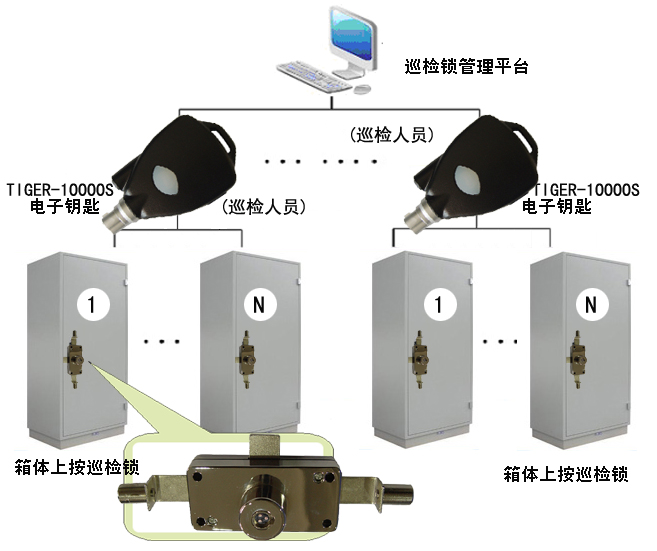 巡检锁管理平台
(巡检人员)
TIGER-10000S
电子钥匙
(巡检人员)
TIGER-10000S
电子钥匙
1
N
1
N
箱体上按巡检锁
箱体上按巡检锁